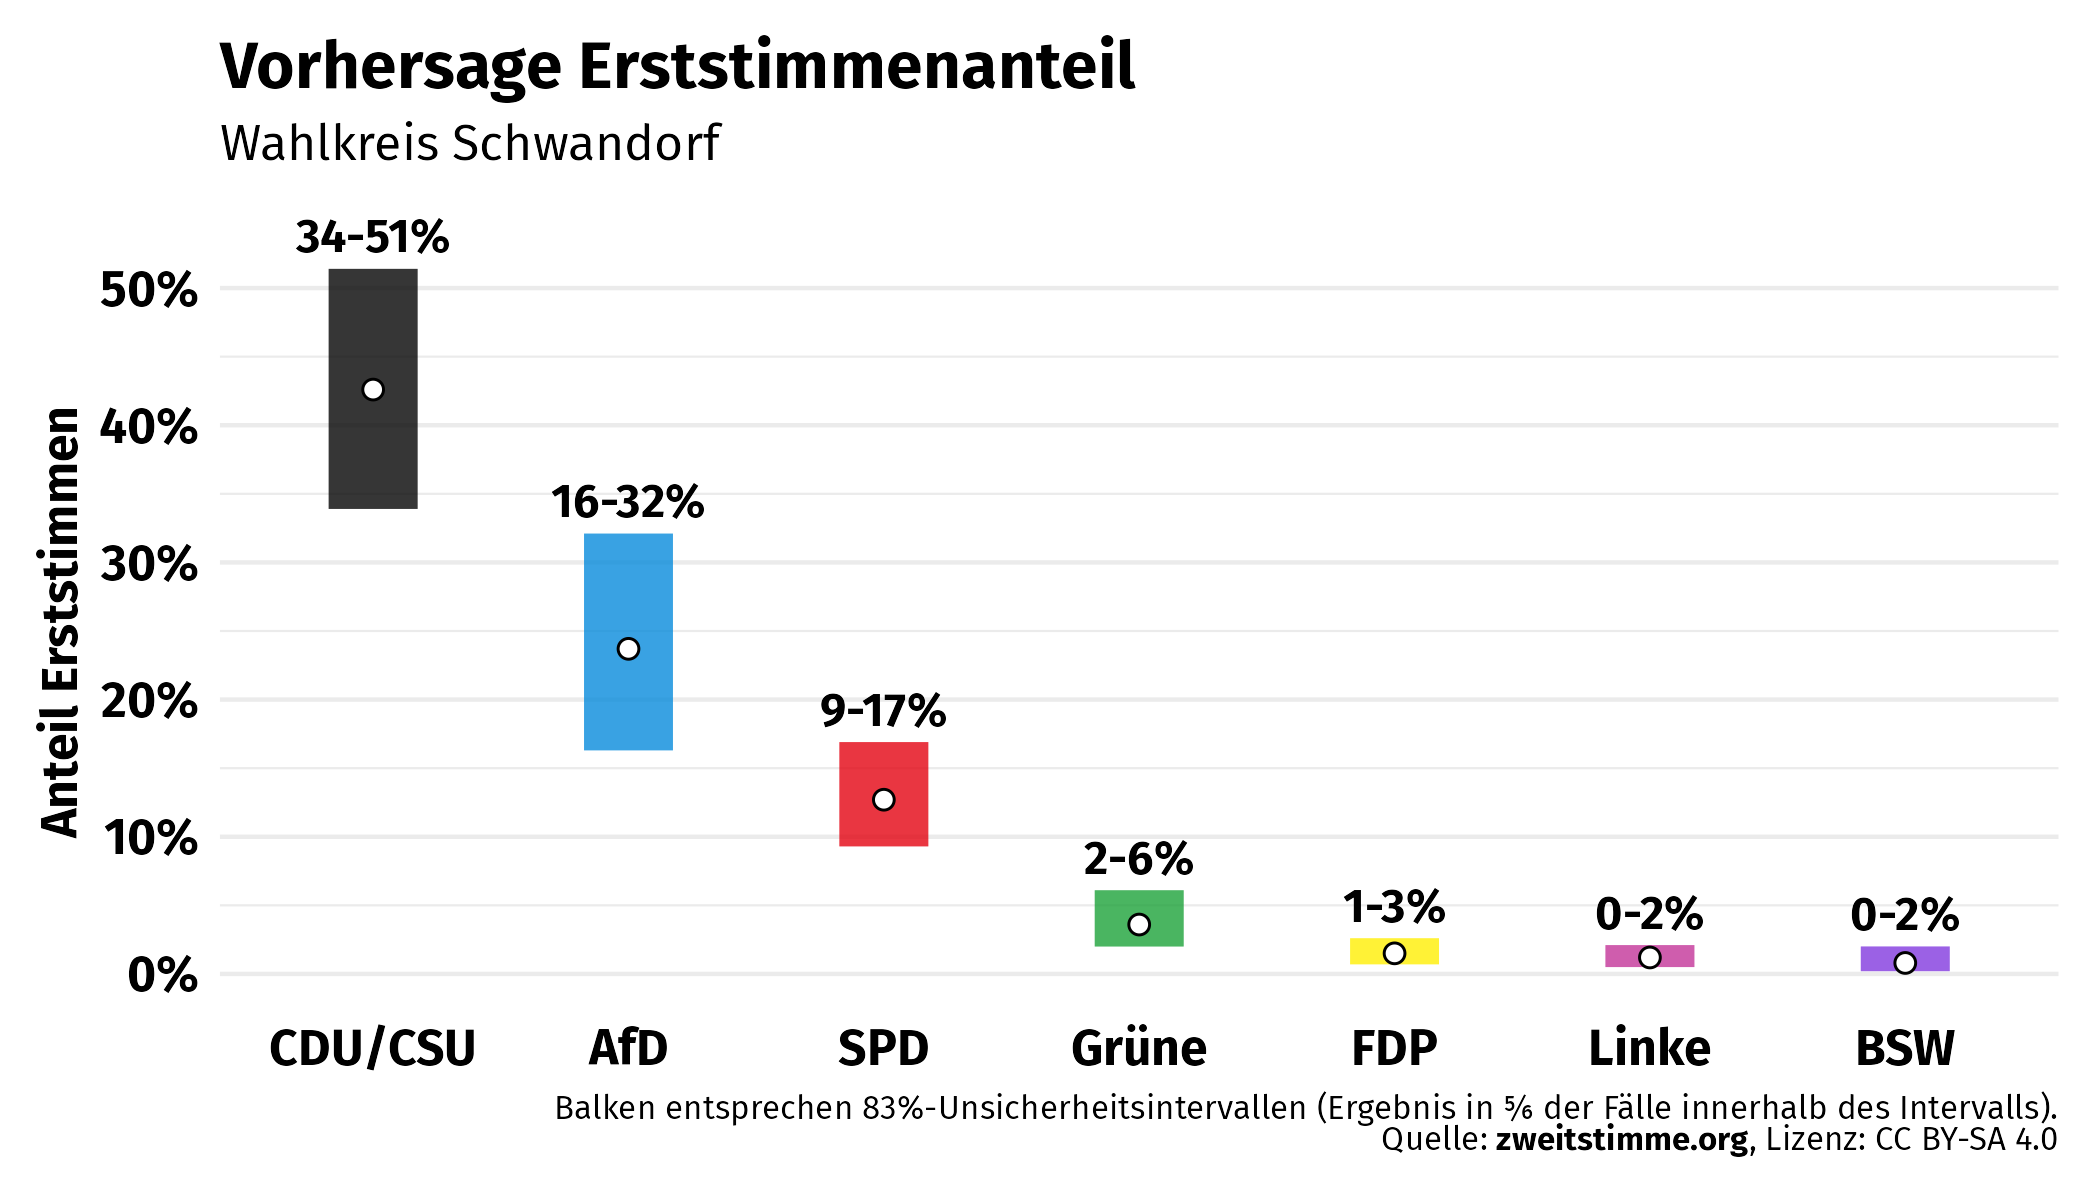 Vorhersage Erststimmenanteil
Wahlkreis Schwandorf
Anteil Erststimmen
50%
40%
30%
20%
10%
0%
34-51%
16-32%
9-17%
2-6%
1-3%
0-2%
0-2%
CDU/CSU
AfD
SPD
Grüne
FDP
Linke
BSW
Balken entsprechen 83%-Unsicherheitsintervallen (Ergebnis in ⅚ der Fälle innerhalb des Intervalls).
Quelle: zweitstimme.org, Lizenz: CC BY-SA 4.0